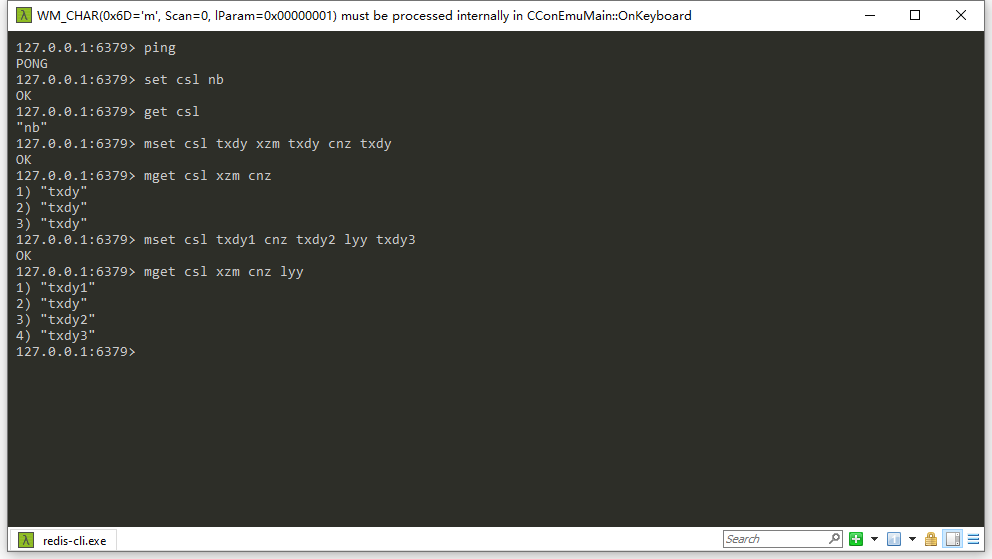 WM_CHAR(0x6D='m', Scan=0, lParam=0x00000001) must be processed internally in CConEmuMain::OnKeyboard
127.0.0.1:6379> ping
PONG
127.0.0.1:6379> set csl nb
OK
127.0.0.1:6379> get csl
"nb"
127.0.0.1:6379> mset csl txdy xzm txdy cnz txdy
OK
127.0.0.1:6379> mget csl xzm cnz
1) "txdy"
2) "txdy"
3) "txdy"
127.0.0.1:6379> mset csl txdy1 cnz txdy2 lyy txdy3
OK
127.0.0.1:6379> mget csl xzm cnz lyy
1) "txdy1"
2) "txdy"
3) "txdy2"
4) "txdy3"
127.0.0.1:6379>
redis-cli.exe
Search